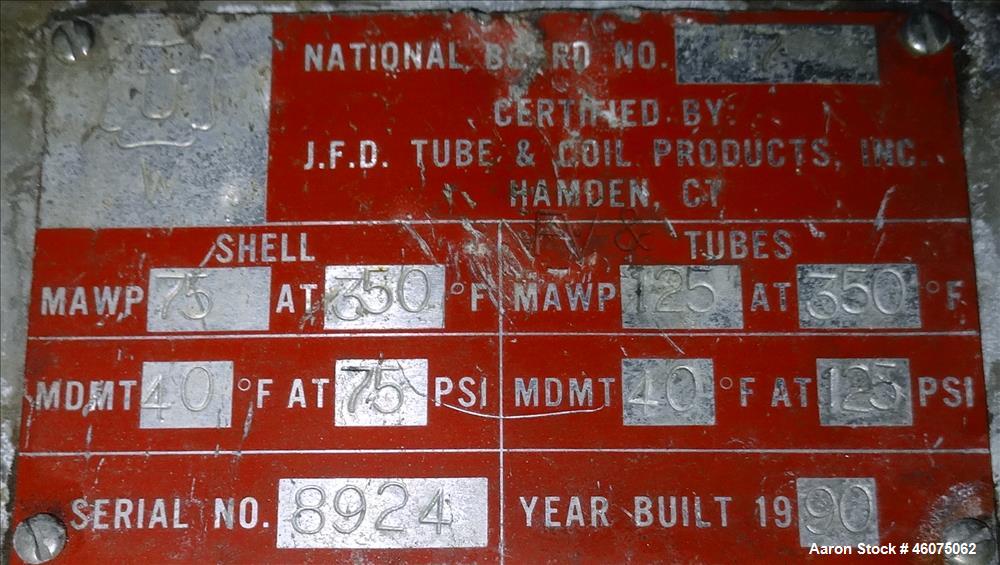 U
W
NATIONAL BOARD NO.
CERTIFIED BY:
J.F.D. TUBE & COIL PRODUCTS, INC.
HAMDEN, CT
SHELL
MAWP 75 AT 350 °F
MDMT 40 °F AT 75 PSI
FV & TUBES
MAWP 125 AT 350 °F
MDMT 40 °F AT 125 PSI
SERIAL NO. 8924
YEAR BUILT 1990
Aaron Stock # 46075062